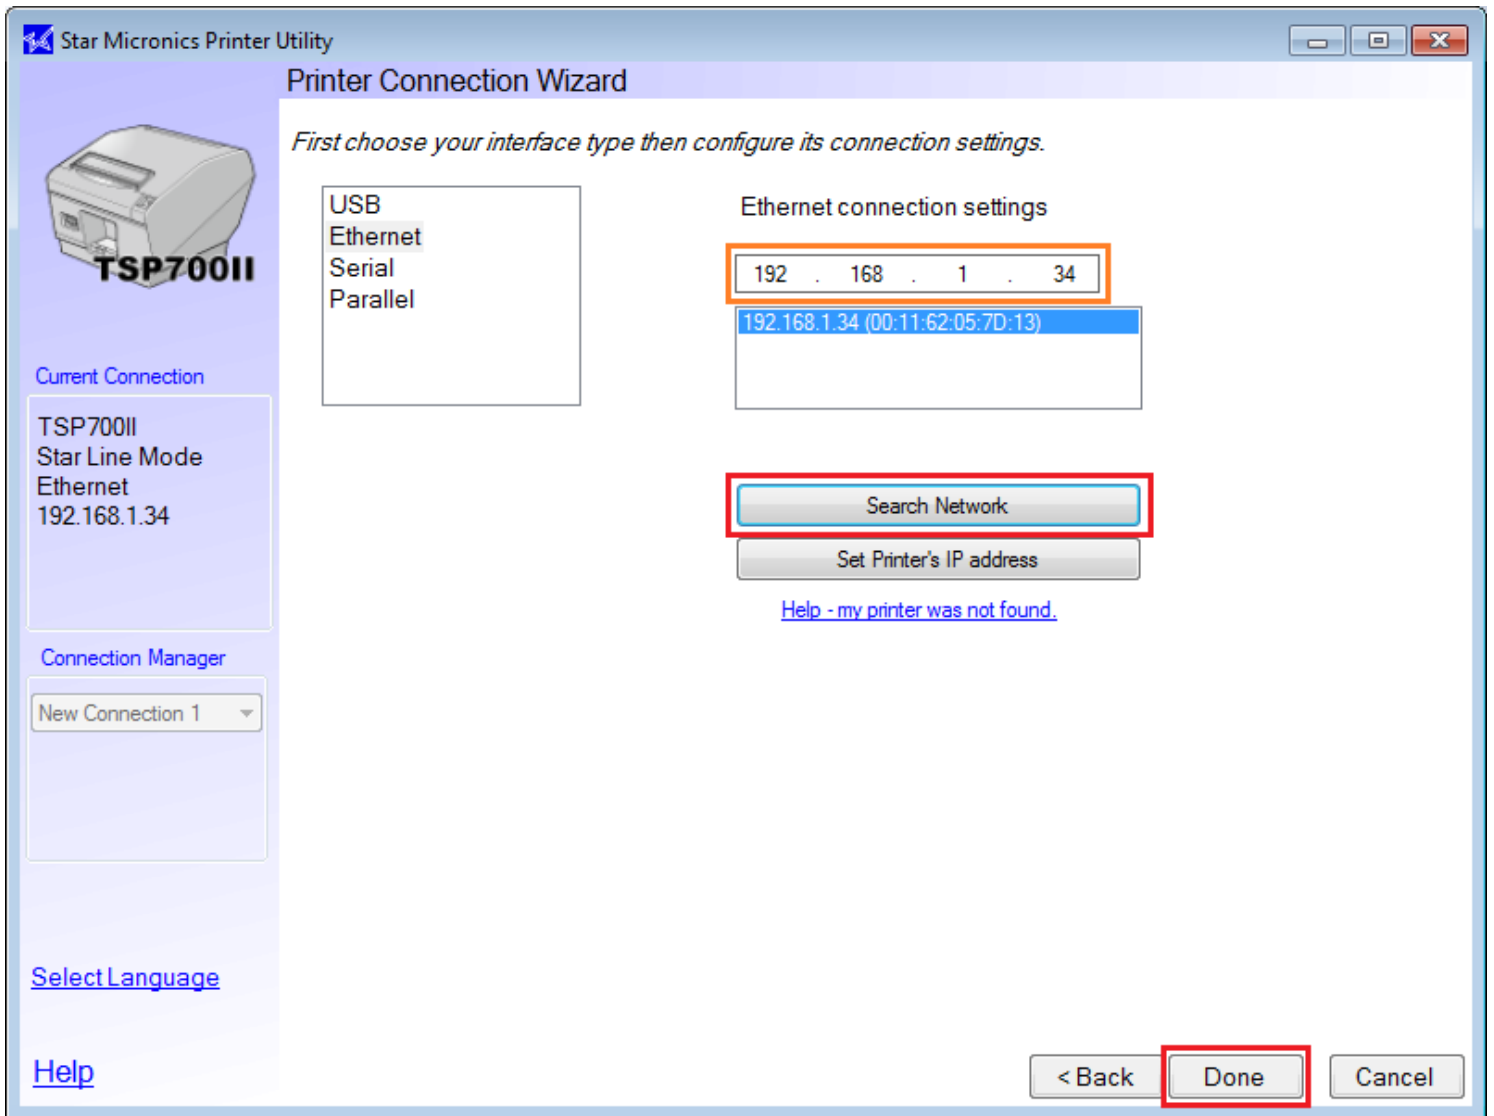 Star Micronics Printer Utility
Printer Connection Wizard
First choose your interface type then configure its connection settings.
TSP700II
USB
Ethernet
Serial
Parallel
Ethernet connection settings
192 . 168 . 1 . 34
192.168.1.34 (00:11:62:05:7D:13)
Search Network
Set Printer's IP address
Help - my printer was not found.
Current Connection
TSP700II
Star Line Mode
Ethernet
192.168.1.34
Connection Manager
New Connection 1
Select Language
Help
< Back
Done
Cancel